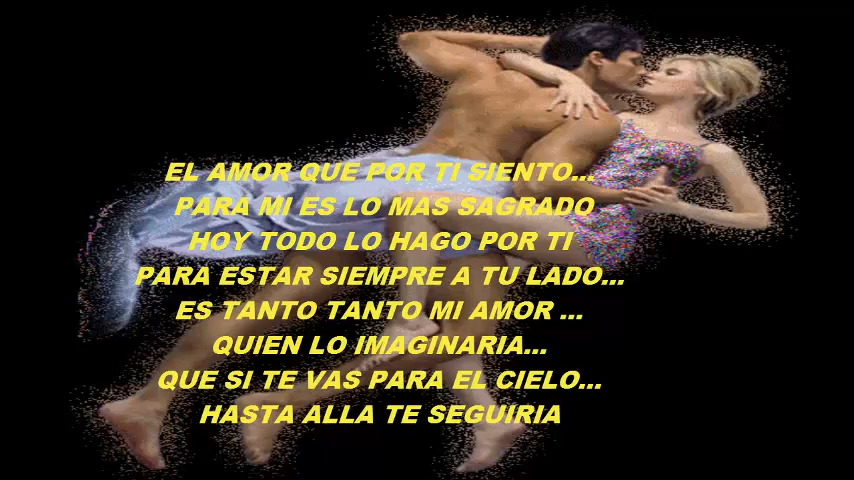 EL AMOR QUE POR TI SIENTO...
PARA MI ES LO MAS SAGRADO
HOY TODO LO HAGO POR TI
PARA ESTAR SIEMPRE A TU LADO...
ES TANTO TANTO MI AMOR ...
QUIEN LO IMAGINARIA...
QUE SI TE VAS PARA EL CIELO...
HASTA ALLA TE SEGUIRIA